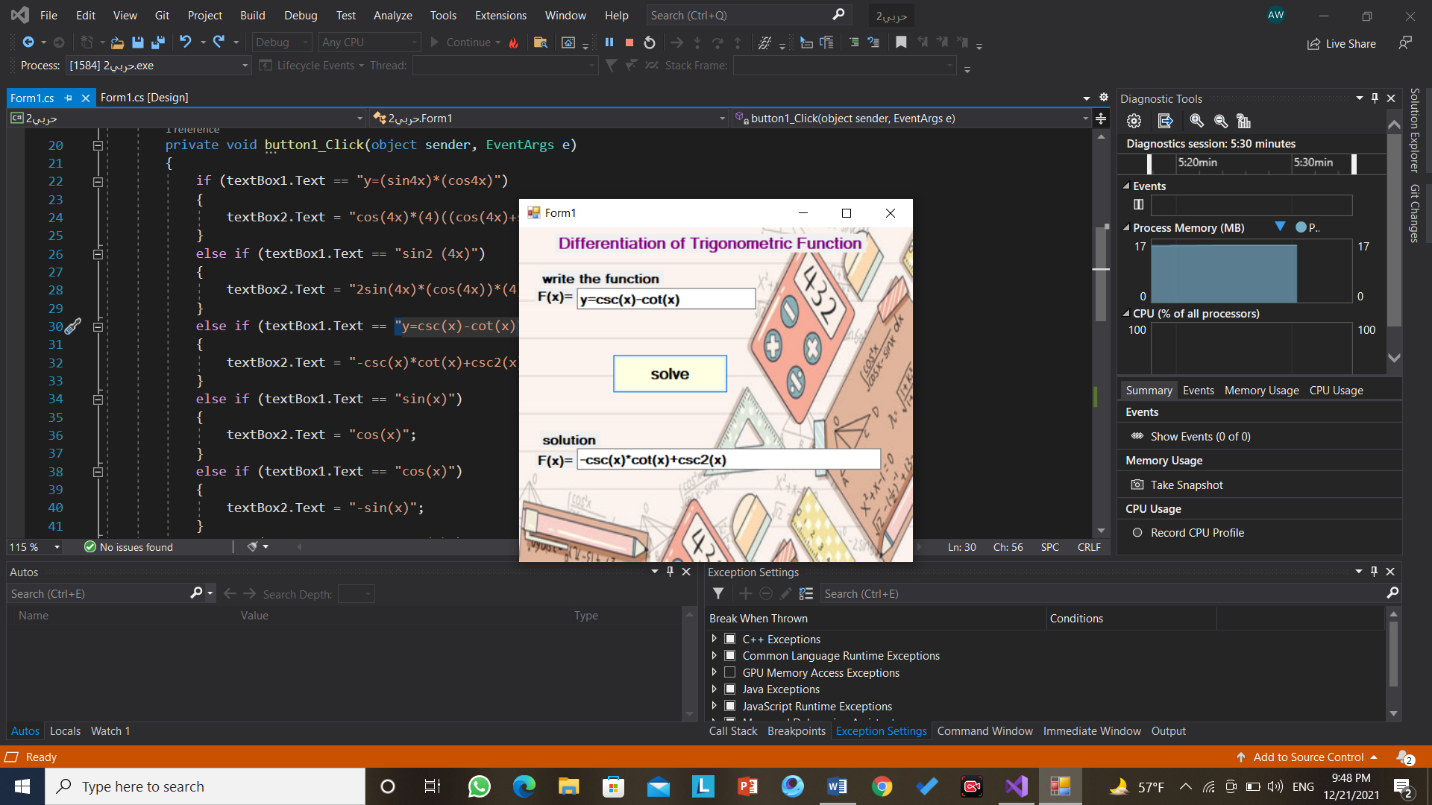 File Edit View Git Project Build Debug Test Analyze Tools Extensions Window Help Search (Ctrl+Q) حربي2 AW
Debug Any CPU Continue Live Share
Process: [1584] حربي2.exe Lifecycle Events Thread: Stack Frame:
Form1.cs Form1.cs [Design]
حربي2 حربي2.Form1 button1_Click(object sender, EventArgs e)
1 reference
20 private void button1_Click(object sender, EventArgs e)
21 {
22 if (textBox1.Text == "y=(sin4x)*(cos4x)")
23 {
24 textBox2.Text = "cos(4x)*(4)((cos(4x)+
25 }
26 else if (textBox1.Text == "sin2 (4x)")
27 {
28 textBox2.Text = "2sin(4x)*(cos(4x))*(4
29 }
30 else if (textBox1.Text == "y=csc(x)-cot(x)"
31 {
32 textBox2.Text = "-csc(x)*cot(x)+csc2(x
33 }
34 else if (textBox1.Text == "sin(x)")
35 {
36 textBox2.Text = "cos(x)";
37 }
38 else if (textBox1.Text == "cos(x)")
39 {
40 textBox2.Text = "-sin(x)";
41 }
115 % No issues found Ln: 30 Ch: 56 SPC CRLF
Form1
Differentiation of Trigonometric Function
write the function
F(x)= y=csc(x)-cot(x)
solve
solution
F(x)= -csc(x)*cot(x)+csc2(x)
432
432
Diagnostic Tools
Diagnostics session: 5:30 minutes
5:20min 5:30min
Events
Process Memory (MB) P..
17 17
0 0
CPU (% of all processors)
100 100
Summary Events Memory Usage CPU Usage
Events
Show Events (0 of 0)
Memory Usage
Take Snapshot
CPU Usage
Record CPU Profile
Solution Explorer
Git Changes
Autos
Search (Ctrl+E) Search Depth:
Name Value Type
Autos Locals Watch 1
Exception Settings
Search (Ctrl+E)
Break When Thrown Conditions
C++ Exceptions
Common Language Runtime Exceptions
GPU Memory Access Exceptions
Java Exceptions
JavaScript Runtime Exceptions
Call Stack Breakpoints Exception Settings Command Window Immediate Window Output
Ready Add to Source Control 2
Type here to search 57°F ENG 9:48 PM
12/21/2021 2